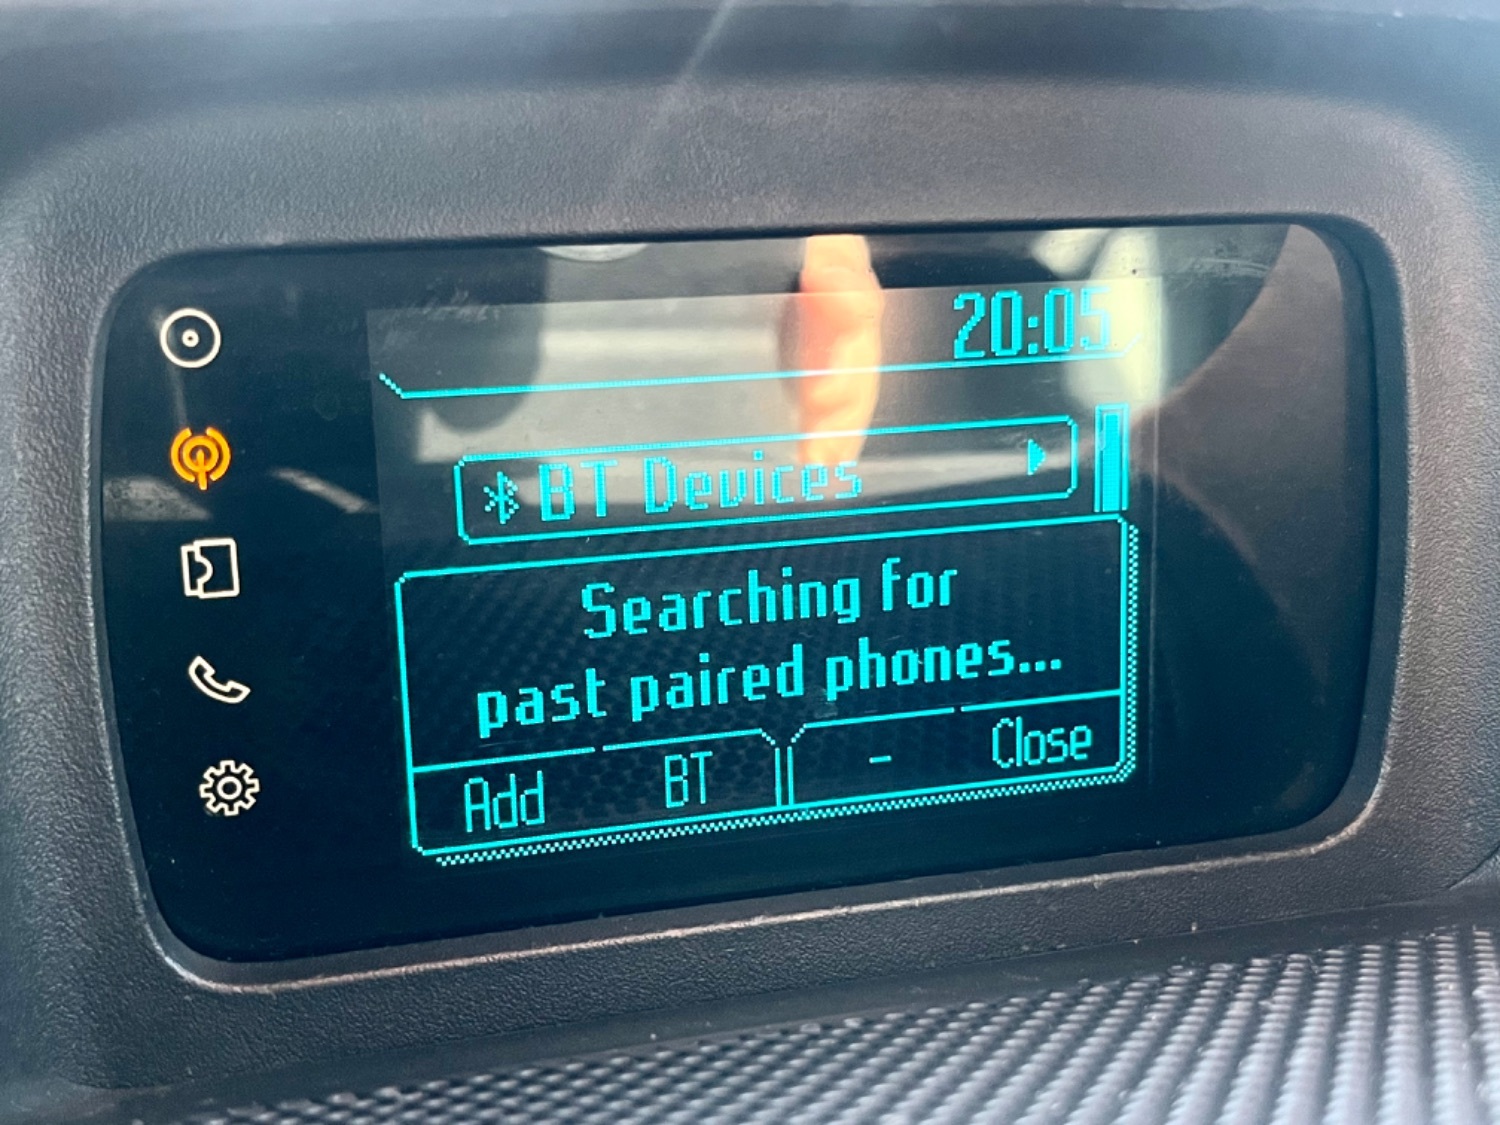 20:05
BT Devices
Searching for
past paired phones...
Add BT - Close